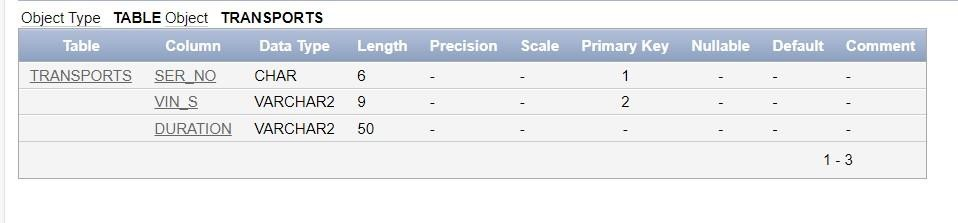 Object Type TABLE Object TRANSPORTS
Table Column Data Type Length Precision Scale Primary Key Nullable Default Comment
TRANSPORTS SER_NO CHAR 6 - - 1 - - -
VIN_S VARCHAR2 9 - - 2 - - -
DURATION VARCHAR2 50 - - - - - -
1 - 3